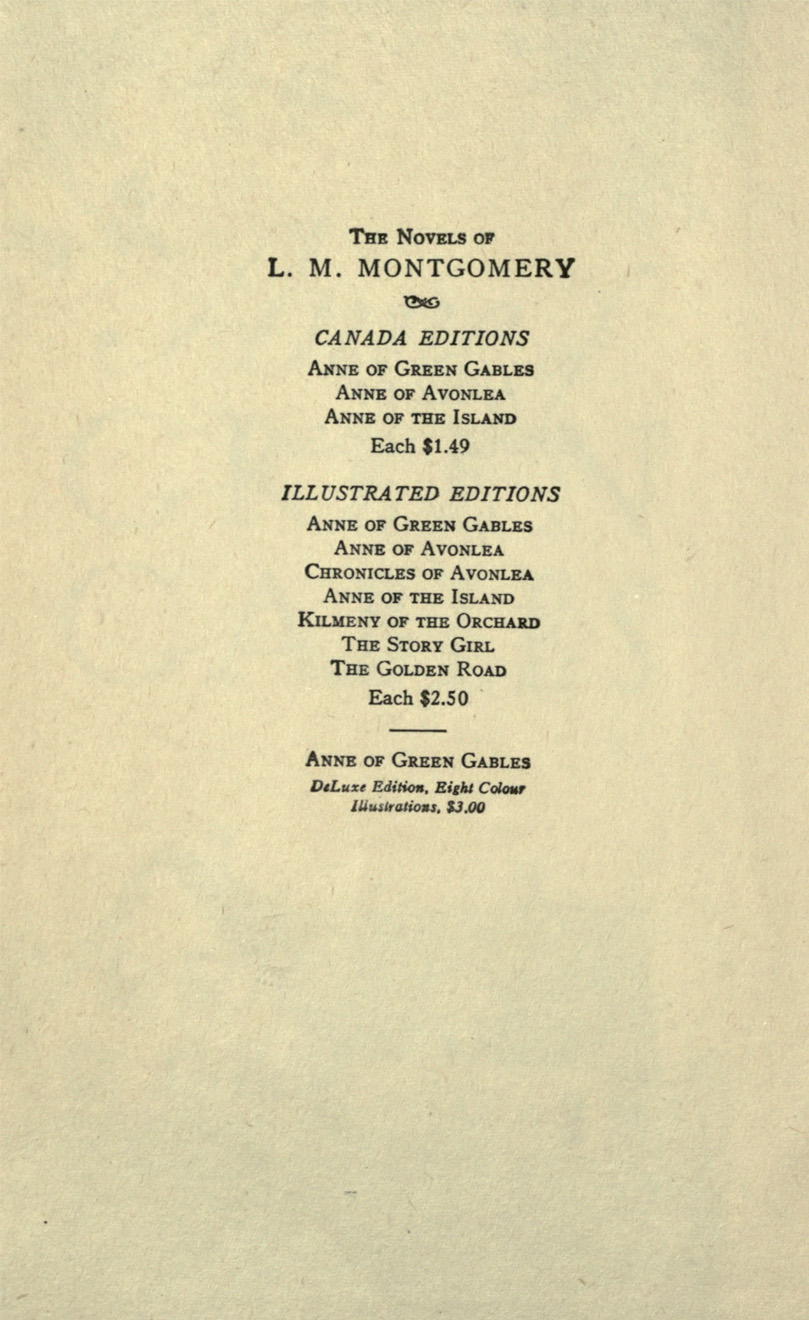 The Novels of
L. M. MONTGOMERY
CANADA EDITIONS
Anne of Green Gables
Anne of Avonlea
Anne of the Island
Each $1.49
ILLUSTRATED EDITIONS
Anne of Green Gables
Anne of Avonlea
Chronicles of Avonlea
Anne of the Island
Kilmeny of the Orchard
The Story Girl
The Golden Road
Each $2.50
Anne of Green Gables
DeLuxe Edition, Eight Colour
Illustrations, $3.00